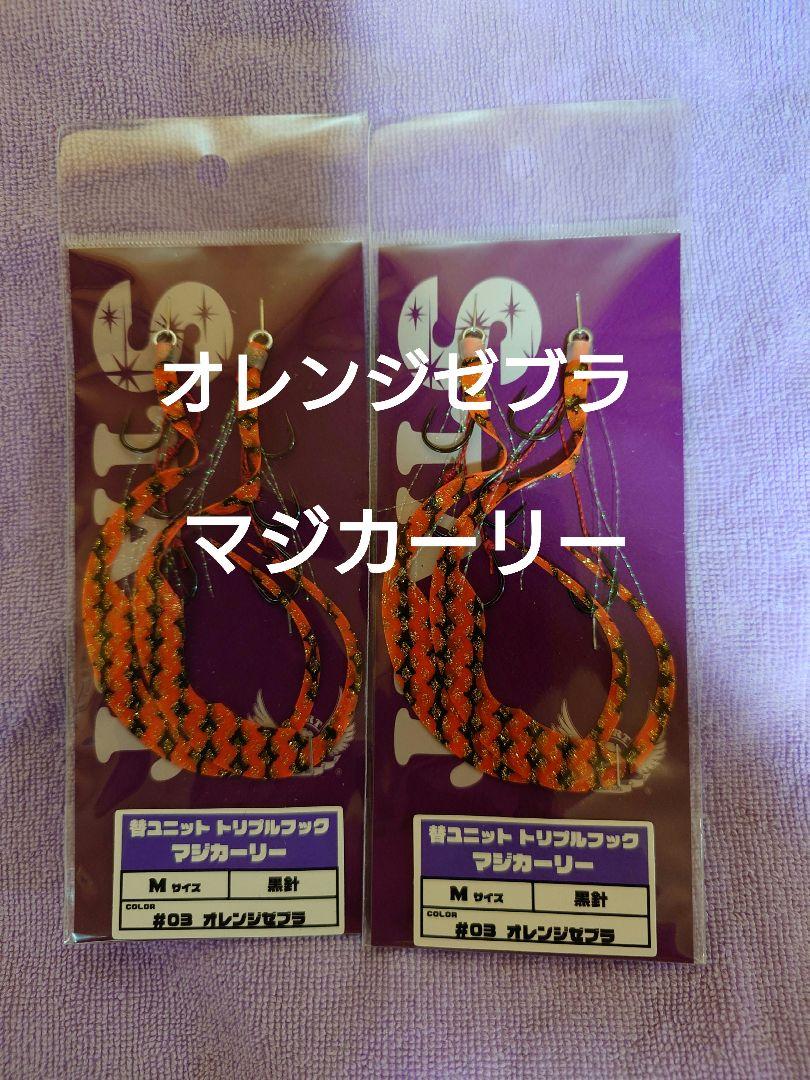 オレンジゼブラ
マジカーリー
替ユニット トリプルフック
マジカーリー
M サイズ 黒針
COLOR
#03 オレンジゼブラ
替ユニット トリプルフック
マジカーリー
M サイズ 黒針
COLOR
#03 オレンジゼブラ